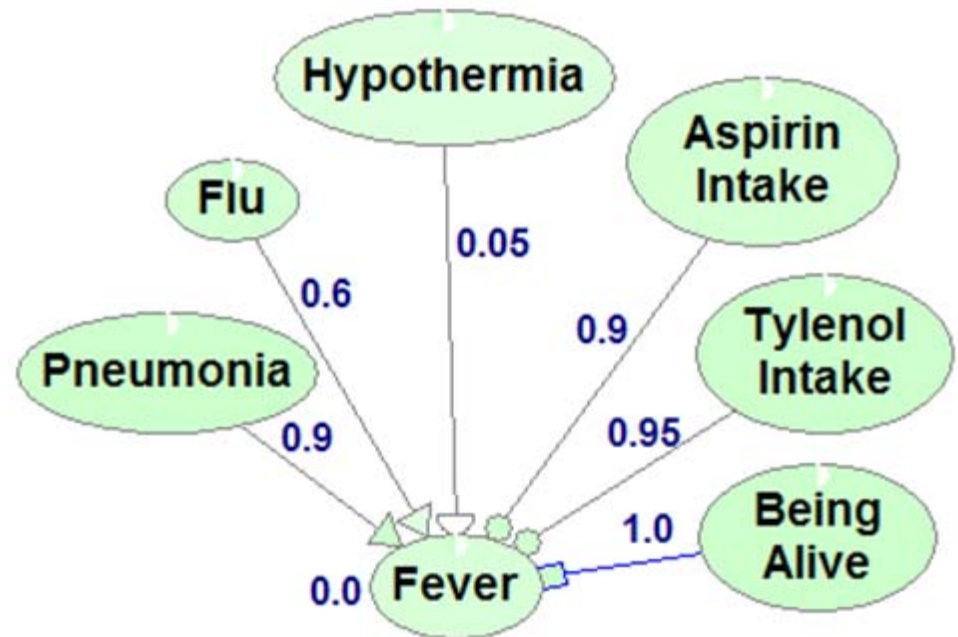 Hypothermia
Aspirin
Intake
Flu
0.05
0.6
0.9
Tylenol
Intake
Pneumonia
0.9
0.95
Being
Alive
1.0
0.0
Fever